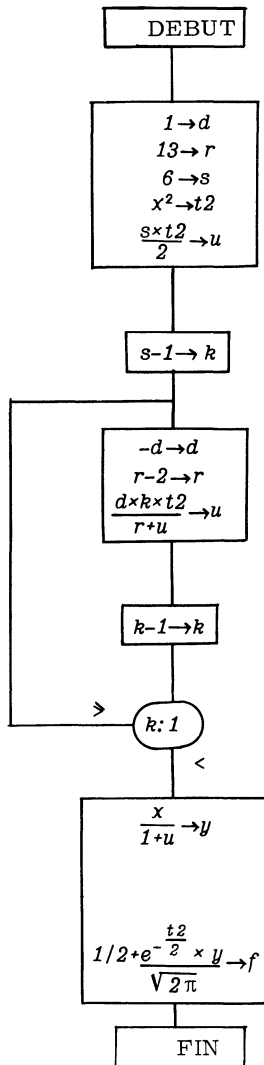 DEBUT
1→d
13→r
6→s
x²→t2
s×t2/2→u
s-1→k
-d→d
r-2→r
d×k×t2/r+u→u
k-1→k
⩾ k:1
<
x/1+u→y
1/2+e^-t2/2 × y/√2π→f
FIN